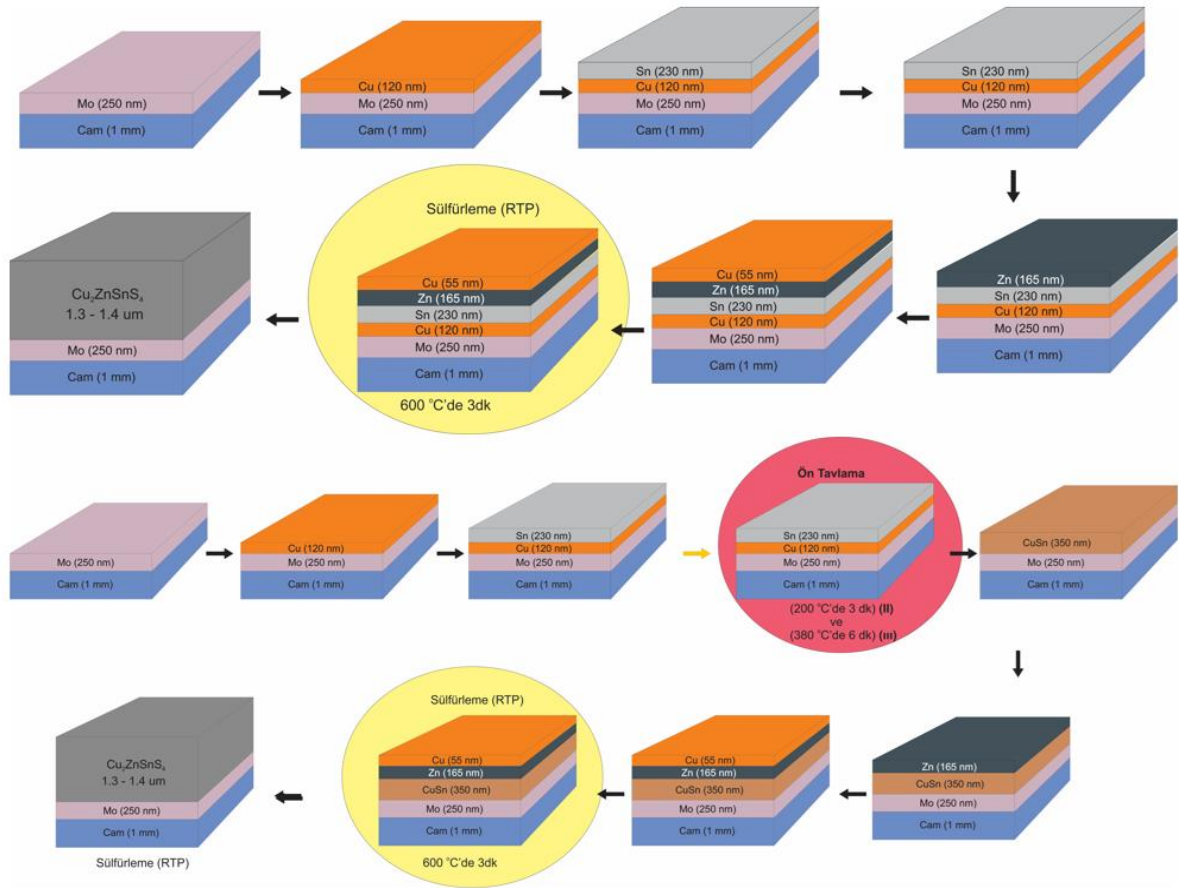 Mo (250 nm)
Cam (1 mm)
Cu (120 nm)
Mo (250 nm)
Cam (1 mm)
Sn (230 nm)
Cu (120 nm)
Mo (250 nm)
Cam (1 mm)
Sn (230 nm)
Cu (120 nm)
Mo (250 nm)
Cam (1 mm)
Zn (165 nm)
Sn (230 nm)
Cu (120 nm)
Mo (250 nm)
Cam (1 mm)
Cu (55 nm)
Zn (165 nm)
Sn (230 nm)
Cu (120 nm)
Mo (250 nm)
Cam (1 mm)
Sülfürleme (RTP)
Cu (55 nm)
Zn (165 nm)
Sn (230 nm)
Cu (120 nm)
Mo (250 nm)
Cam (1 mm)
600 °C'de 3dk
Cu₂ZnSnS₄
1.3 - 1.4 um
Mo (250 nm)
Cam (1 mm)
Mo (250 nm)
Cam (1 mm)
Cu (120 nm)
Mo (250 nm)
Cam (1 mm)
Sn (230 nm)
Cu (120 nm)
Mo (250 nm)
Cam (1 mm)
Ön Tavlama
Sn (230 nm)
Cu (120 nm)
Mo (250 nm)
Cam (1 mm)
(200 °C'de 3 dk) (II)
ve
(380 °C'de 6 dk) (III)
CuSn (350 nm)
Mo (250 nm)
Cam (1 mm)
Zn (165 nm)
CuSn (350 nm)
Mo (250 nm)
Cam (1 mm)
Cu (55 nm)
Zn (165 nm)
CuSn (350 nm)
Mo (250 nm)
Cam (1 mm)
Sülfürleme (RTP)
Cu (55 nm)
Zn (165 nm)
CuSn (350 nm)
Mo (250 nm)
Cam (1 mm)
600 °C'de 3dk
Cu₂ZnSnS₄
1.3 - 1.4 um
Mo (250 nm)
Cam (1 mm)
Sülfürleme (RTP)